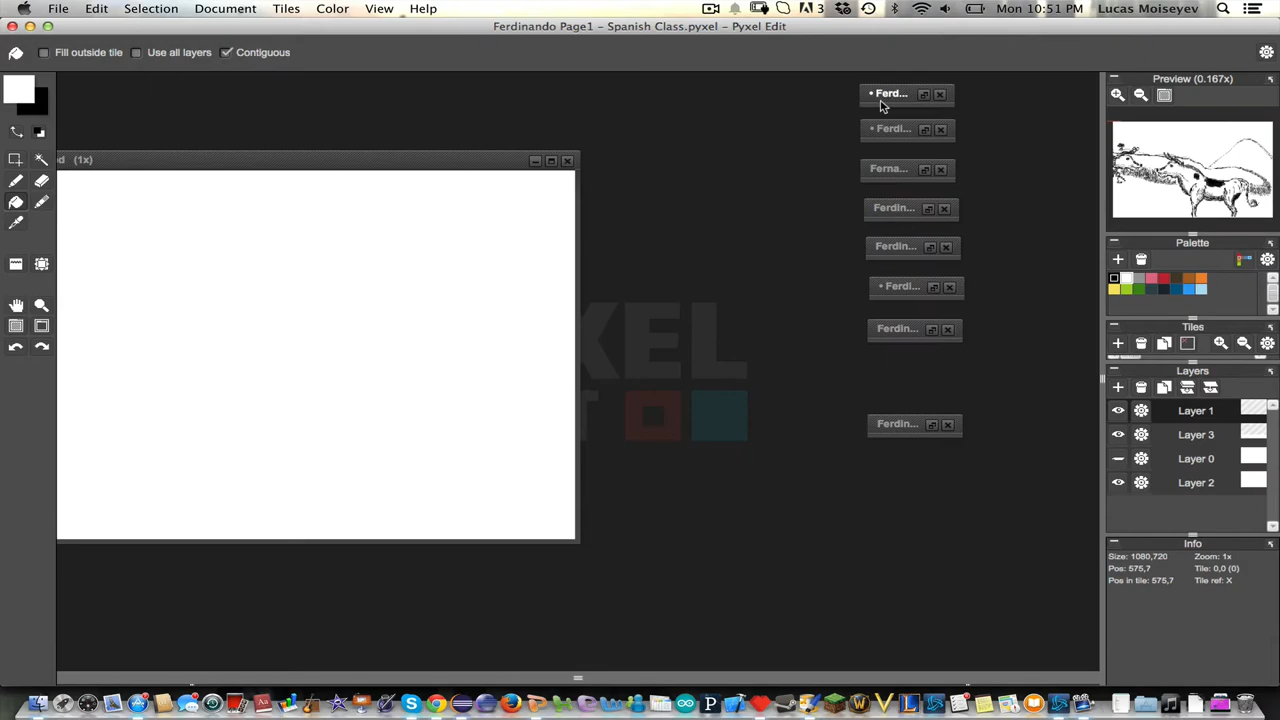 File Edit Selection Document Tiles Color View Help 3 Mon 10:51 PM Lucas Moiseyev
Ferdinando Page1 – Spanish Class.pyxel – Pyxel Edit
Fill outside tile Use all layers Contiguous
Preview (0.167x)
• Ferd...
• Ferdi...
(1x)
Ferna...
Ferdin...
Palette
Ferdin...
• Ferdi...
Tiles
Ferdin...
Layers
Layer 1
Ferdin...
Layer 3
Layer 0
Layer 2
Info
Size: 1080,720 Zoom: 1x
Pos: 575,7 Tile: 0,0 (0)
Pos in tile: 575,7 Tile ref: X